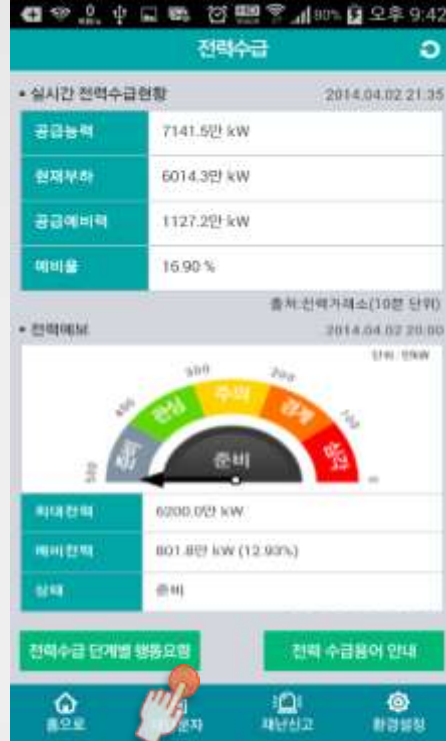 80% 오후 9:42
전력수급
• 실시간 전력수급현황 2014.04.02 21:35
공급능력 7141.5만 kW
현재부하 6014.3만 kW
공급예비력 1127.2만 kW
예비율 16.90 %
출처:전력거래소(10분 단위)
• 전력예보 2014.04.02 20:00
단위: 만kW
500 400 300 200 100 0
준비 관심 주의 경계 심각
준비
최대전력 6200.0만 kW
예비전력 801.8만 kW (12.93%)
상태 준비
전력수급 단계별 행동요령 전력 수급용어 안내
홈으로 문자 재난신고 환경설정